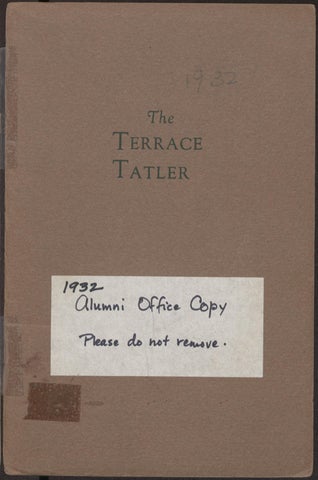 1932
The
TERRACE
TATLER
1932
Alumni Office Copy
Please do not remove.